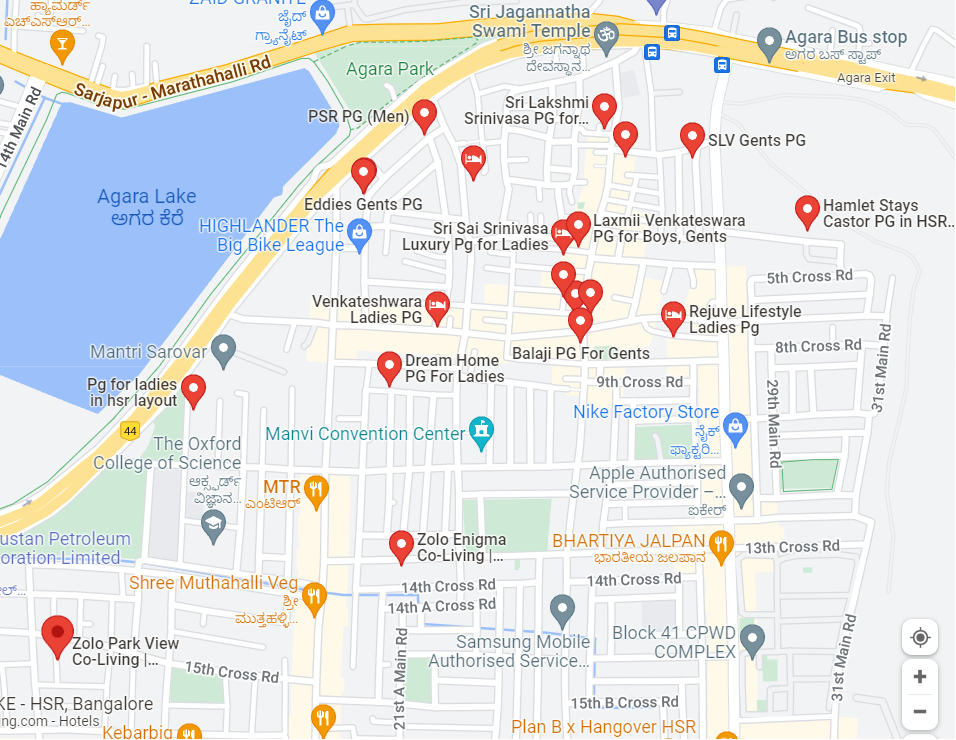 ಹ್ಯಾಮರ್ಡ್
ಎಚ್‌ಎಸ್‌ಆರ್...
ZAID GRANITE
ಜೈದ್
ಗ್ರಾನೈಟ್
Sri Jagannatha
Swami Temple
ಶ್ರೀ ಜಗನ್ನಾಥ
ದೇವಸ್ಥಾನ...
Agara Bus stop
ಅಗರ ಬಸ್ ಸ್ಟಾಪ್
Agara Exit
Sarjapur - Marathahalli Rd
14th Main Rd
Agara Park
PSR PG (Men)
Sri Lakshmi
Srinivasa PG for...
SLV Gents PG
Agara Lake
ಅಗರ ಕೆರೆ
Eddies Gents PG
HIGHLANDER The
Big Bike League
Sri Sai Srinivasa
Luxury Pg for Ladies
Laxmii Venkateswara
PG for Boys, Gents
Hamlet Stays
Castor PG in HSR...
5th Cross Rd
Venkateshwara
Ladies PG
Rejuve Lifestyle
Ladies Pg
Balaji PG For Gents
8th Cross Rd
31st Main Rd
Mantri Sarovar
Dream Home
PG For Ladies
9th Cross Rd
29th Main Rd
Pg for ladies
in hsr layout
44
Nike Factory Store
ನೈಕ್
ಫ್ಯಾಕ್ಟರಿ...
Manvi Convention Center
The Oxford
College of Science
ಆಕ್ಸ್ಫರ್ಡ್
ವಿಜ್ಞಾನ...
Apple Authorised
Service Provider –...
ಐಕೇರ್
MTR
ಎಂಟಿಆರ್
ustan Petroleum
oration Limited
Zolo Enigma
Co-Living |...
BHARTIYA JALPAN
ಭಾರತೀಯ ಜಲಪಾನ
13th Cross Rd
14th Cross Rd
14th Cross Rd
14th A Cross Rd
Shree Muthahalli Veg
ಶ್ರೀ
ಮುತ್ತಹಳ್ಳಿ...
Samsung Mobile
Authorised Service...
Block 41 CPWD
COMPLEX
31st Main Rd
Zolo Park View
Co-Living |...
15th Cross Rd
21st A Main Rd
15th B Cross Rd
KE - HSR, Bangalore
ng.com - Hotels
Kebarbig
Plan B x Hangover HSR